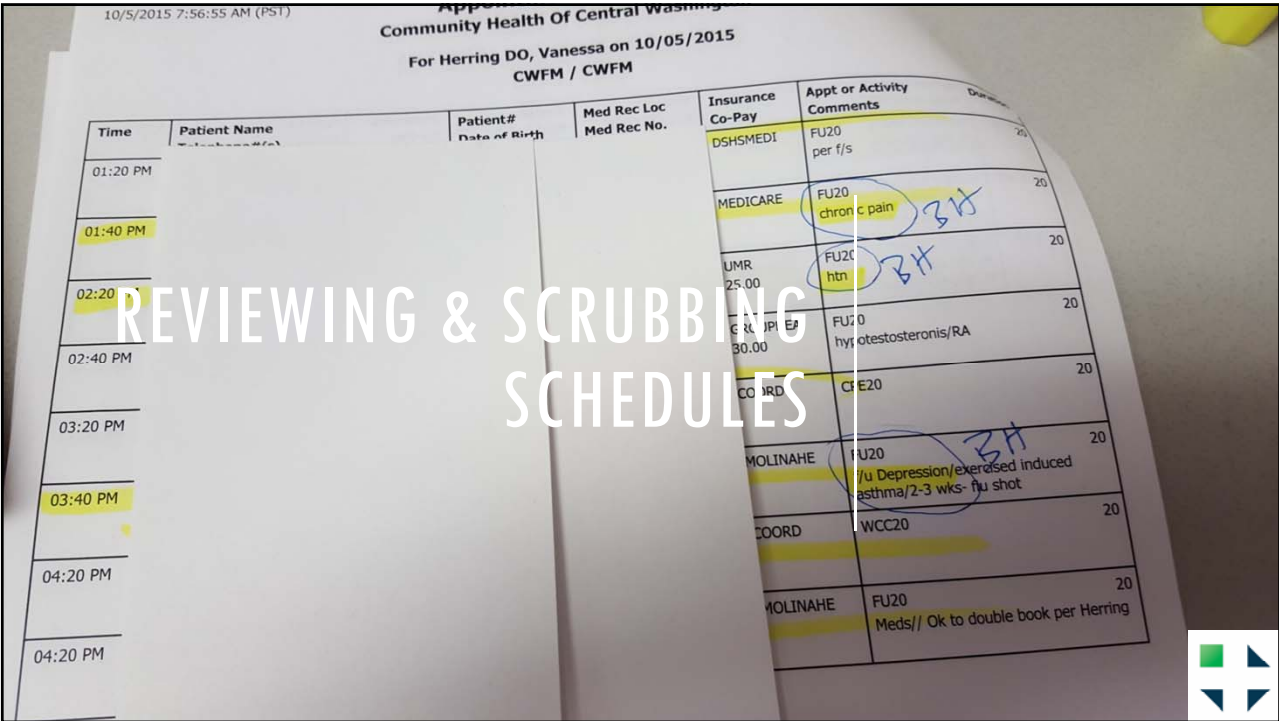 10/5/2015 7:56:55 AM (PST)
Community Health Of Central Washington
For Herring DO, Vanessa on 10/05/2015
CWFM / CWFM
Time
Patient Name
Patient#
Date of Birth
Med Rec Loc
Med Rec No.
Insurance
Co-Pay
Appt or Activity
Comments
01:20 PM
DSHSMEDI
FU20
per f/s
20
01:40 PM
MEDICARE
FU20
chronic pain
BH
20
02:20
UMR
25.00
FU20
htn
BH
20
REVIEWING & SCRUBBING
SCHEDULES
02:40 PM
30.00
FU20
hypotestosteronis/RA
20
03:20 PM
COORD
CPE20
20
03:40 PM
MOLINAHE
FU20
f/u Depression/exercised induced
asthma/2-3 wks- flu shot
BH
20
04:20 PM
COORD
WCC20
20
04:20 PM
MOLINAHE
FU20
Meds// Ok to double book per Herring
20